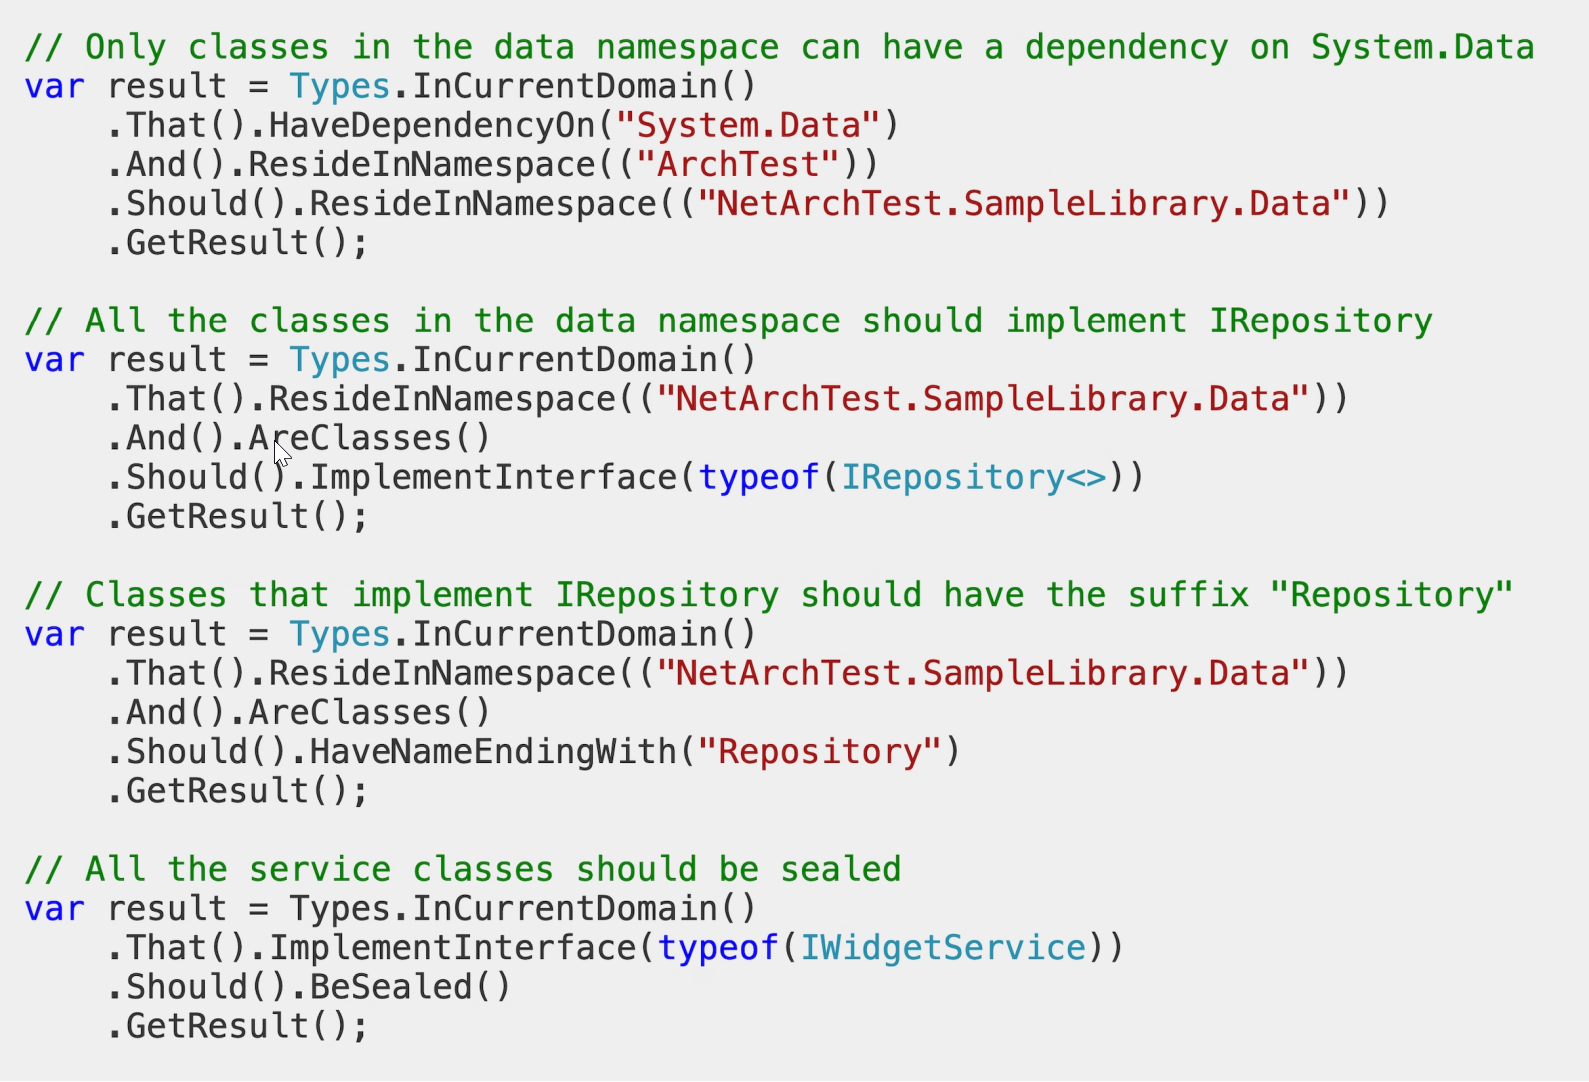 // Only classes in the data namespace can have a dependency on System.Data
var result = Types.InCurrentDomain()
    .That().HaveDependencyOn("System.Data")
    .And().ResideInNamespace(("ArchTest"))
    .Should().ResideInNamespace(("NetArchTest.SampleLibrary.Data"))
    .GetResult();

// All the classes in the data namespace should implement IRepository
var result = Types.InCurrentDomain()
    .That().ResideInNamespace(("NetArchTest.SampleLibrary.Data"))
    .And().AreClasses()
    .Should().ImplementInterface(typeof(IRepository<>))
    .GetResult();

// Classes that implement IRepository should have the suffix "Repository"
var result = Types.InCurrentDomain()
    .That().ResideInNamespace(("NetArchTest.SampleLibrary.Data"))
    .And().AreClasses()
    .Should().HaveNameEndingWith("Repository")
    .GetResult();

// All the service classes should be sealed
var result = Types.InCurrentDomain()
    .That().ImplementInterface(typeof(IWidgetService))
    .Should().BeSealed()
    .GetResult();